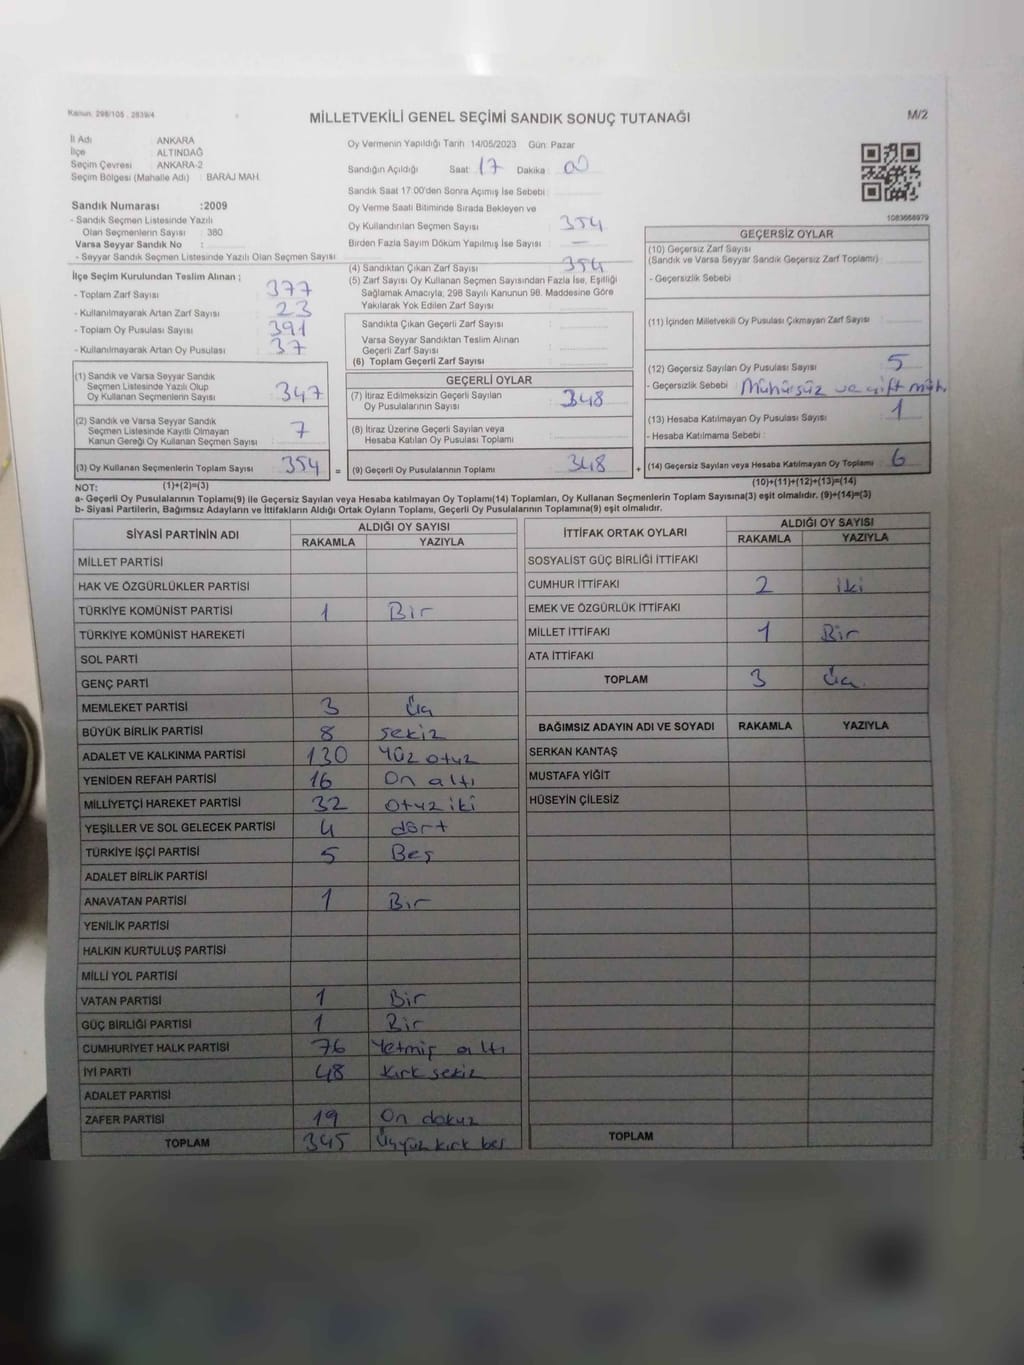 Kanun: 298/105 , 2839/4
MİLLETVEKİLİ GENEL SEÇİMİ SANDIK SONUÇ TUTANAĞI
M/2
İl Adı ANKARA
İlçe ALTINDAĞ
Seçim Çevresi ANKARA-2
Seçim Bölgesi (Mahalle Adı) : BARAJ MAH.
Oy Vermenin Yapıldığı Tarih 14/05/2023 Gün: Pazar
Sandığın Açıldığı Saat 17 Dakika
Sandık Saat 17:00'den Sonra Açımış İse Sebebi :
Oy Verme Saati Bitiminde Sırada Bekleyen ve
Oy Kullandırılan Seçmen Sayısı 354
Birden Fazla Sayım Döküm Yapılmış İse Sayısı : —
Sandık Numarası :2009
- Sandık Seçmen Listesinde Yazılı
Olan Seçmenlerin Sayısı : 380
Varsa Seyyar Sandık No :
- Seyyar Sandık Seçmen Listesinde Yazılı Olan Seçmen Sayısı
1083668979
İlçe Seçim Kurulundan Teslim Alınan ;
- Toplam Zarf Sayısı 377
- Kullanılmayarak Artan Zarf Sayısı : 23
- Toplam Oy Pusulası Sayısı : 391
- Kullanılmayarak Artan Oy Pusulası : 37
(1) Sandık ve Varsa Seyyar Sandık
Seçmen Listesinde Yazılı Olup
Oy Kullanan Seçmenlerin Sayısı : 347
(2) Sandık ve Varsa Seyyar Sandık
Seçmen Listesinde Kayıtlı Olmayan
Kanun Gereği Oy Kullanan Seçmen Sayısı : 7
(3) Oy Kullanan Seçmenlerin Toplam Sayısı 354 =
(4) Sandıktan Çıkan Zarf Sayısı 354
(5) Zarf Sayısı Oy Kullanan Seçmen Sayısından Fazla İse, Eşitliği
Sağlamak Amacıyla, 298 Sayılı Kanunun 98. Maddesine Göre
Yakılarak Yok Edilen Zarf Sayısı :
Sandıkta Çıkan Geçerli Zarf Sayısı :
Varsa Seyyar Sandıktan Teslim Alınan
Geçerli Zarf Sayısı :
(6) Toplam Geçerli Zarf Sayısı
GEÇERLİ OYLAR
(7) İtiraz Edilmeksizin Geçerli Sayılan
Oy Pusulalarının Sayısı : 348
(8) İtiraz Üzerine Geçerli Sayılan veya
Hesaba Katılan Oy Pusulası Toplamı
(9) Geçerli Oy Pusulalarının Toplamı 348 +
GEÇERSİZ OYLAR
(10) Geçersiz Zarf Sayısı
(Sandık ve Varsa Seyyar Sandık Geçersiz Zarf Toplamı) :
- Geçersizlik Sebebi
(11) İçinden Milletvekili Oy Pusulası Çıkmayan Zarf Sayısı
(12) Geçersiz Sayılan Oy Pusulası Sayısı : 5
- Geçersizlik Sebebi : Mühürsüz ve çift
(13) Hesaba Katılmayan Oy Pusulası Sayısı : 1
- Hesaba Katılmama Sebebi :
(14) Geçersiz Sayılan veya Hesaba Katılmayan Oy Toplamı 6
NOT: (1)+(2)=(3) (10)+(11)+(12)+(13)=(14)
a- Geçerli Oy Pusulalarının Toplamı(9) ile Geçersiz Sayılan veya Hesaba katılmayan Oy Toplamı(14) Toplamları, Oy Kullanan Seçmenlerin Toplam Sayısına(3) eşit olmalıdır. (9)+(14)=(3)
b- Siyasi Partilerin, Bağımsız Adayların ve İttifakların Aldığı Ortak Oyların Toplamı, Geçerli Oy Pusulalarının Toplamına(9) eşit olmalıdır.
SİYASİ PARTİNİN ADI ALDIĞI OY SAYISI
RAKAMLA YAZIYLA
MİLLET PARTİSİ
HAK VE ÖZGÜRLÜKLER PARTİSİ
TÜRKİYE KOMÜNİST PARTİSİ 1 Bir
TÜRKİYE KOMÜNİST HAREKETİ
SOL PARTİ
GENÇ PARTİ
MEMLEKET PARTİSİ 3 Üç
BÜYÜK BİRLİK PARTİSİ 8 sekiz
ADALET VE KALKINMA PARTİSİ 130 Yüz otuz
YENİDEN REFAH PARTİSİ 16 On altı
MİLLİYETÇİ HAREKET PARTİSİ 32 Otuz iki
YEŞİLLER VE SOL GELECEK PARTİSİ 4 dört
TÜRKİYE İŞÇİ PARTİSİ 5 Beş
ADALET BİRLİK PARTİSİ
ANAVATAN PARTİSİ 1 Bir
YENİLİK PARTİSİ
HALKIN KURTULUŞ PARTİSİ
MİLLİ YOL PARTİSİ
VATAN PARTİSİ 1 Bir
GÜÇ BİRLİĞİ PARTİSİ 1 Bir
CUMHURİYET HALK PARTİSİ 76 Yetmiş altı
İYİ PARTİ 48 kırk sekiz
ADALET PARTİSİ
ZAFER PARTİSİ 19 On dokuz
TOPLAM 345 Üçyüz kırk beş
İTTİFAK ORTAK OYLARI ALDIĞI OY SAYISI
RAKAMLA YAZIYLA
SOSYALİST GÜÇ BİRLİĞİ İTTİFAKI
CUMHUR İTTİFAKI 2 iki
EMEK VE ÖZGÜRLÜK İTTİFAKI
MİLLET İTTİFAKI 1 Bir
ATA İTTİFAKI
TOPLAM 3 Üç
BAĞIMSIZ ADAYIN ADI VE SOYADI RAKAMLA YAZIYLA
SERKAN KANTAŞ
MUSTAFA YİĞİT
HÜSEYİN ÇİLESİZ
TOPLAM